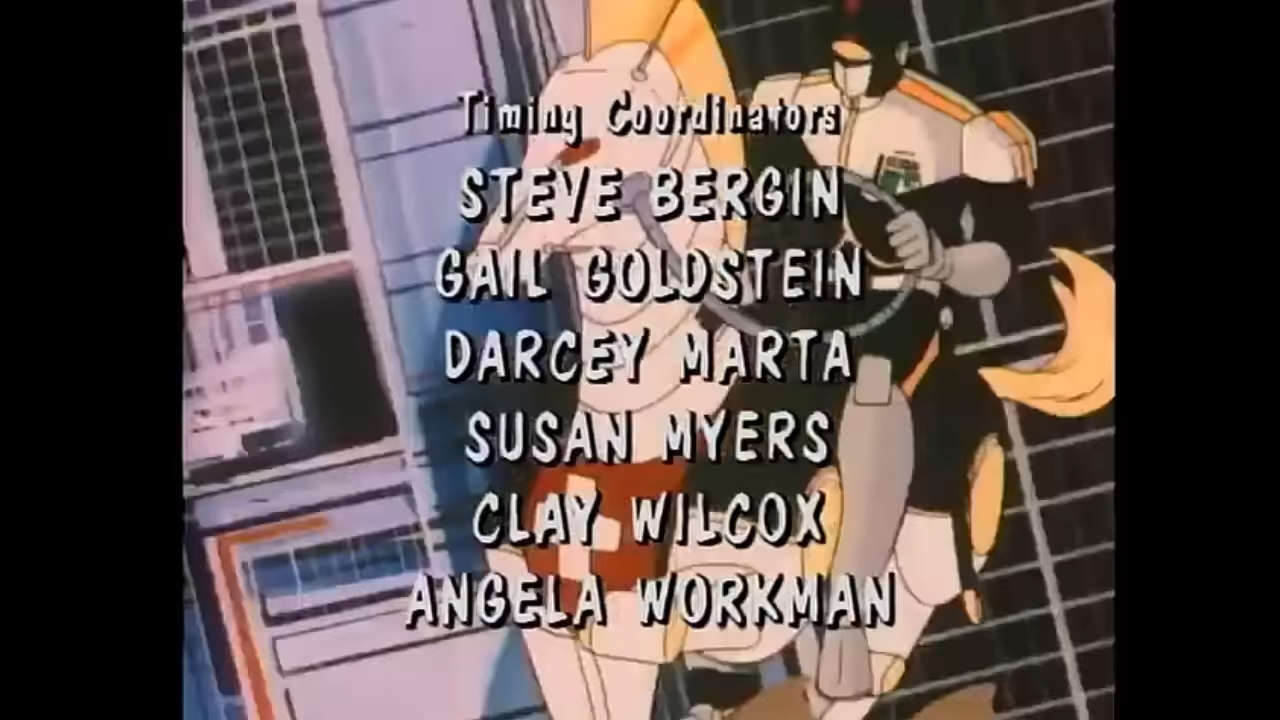 Timing Coordinators
STEVE BERGIN
GAIL GOLDSTEIN
DARCEY MARTA
SUSAN MYERS
CLAY WILCOX
ANGELA WORKMAN